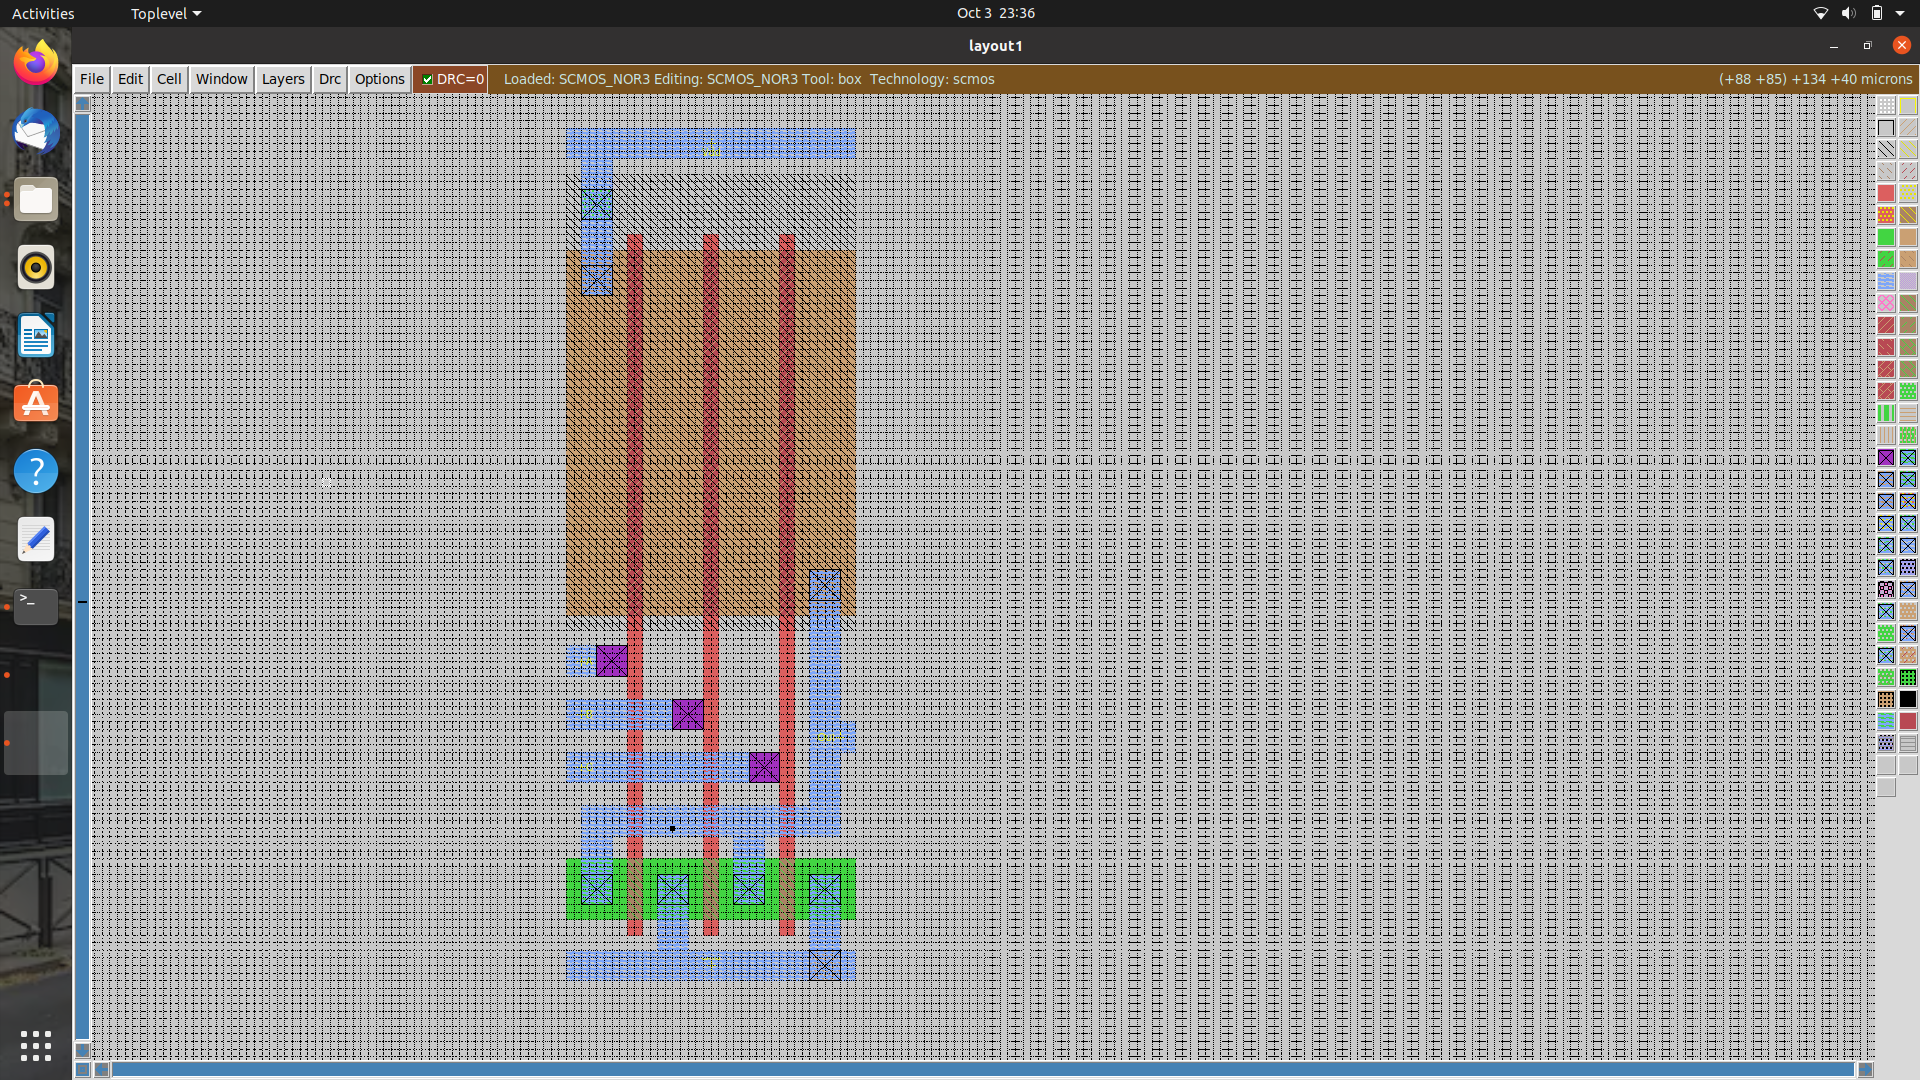 Activities
Toplevel
Oct 3 23:36
layout1
File
Edit
Cell
Window
Layers
Drc
Options
DRC=0
Loaded: SCMOS_NOR3 Editing: SCMOS_NOR3 Tool: box Technology: scmos
(+88 +85) +134 +40 microns